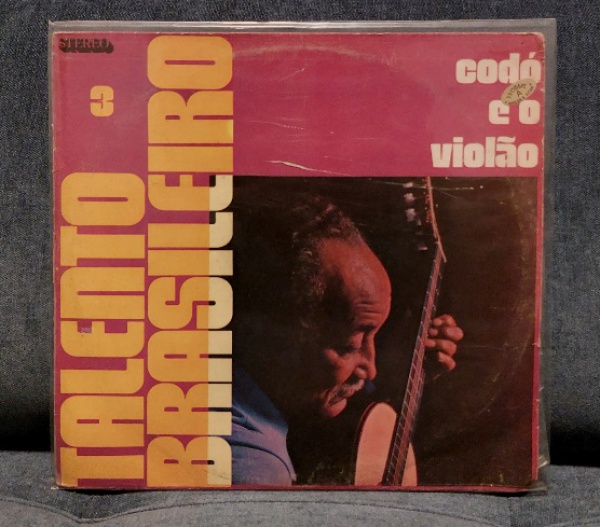 STEREO
3
TALENTO
BRASILEIRO
codó
e o
violão